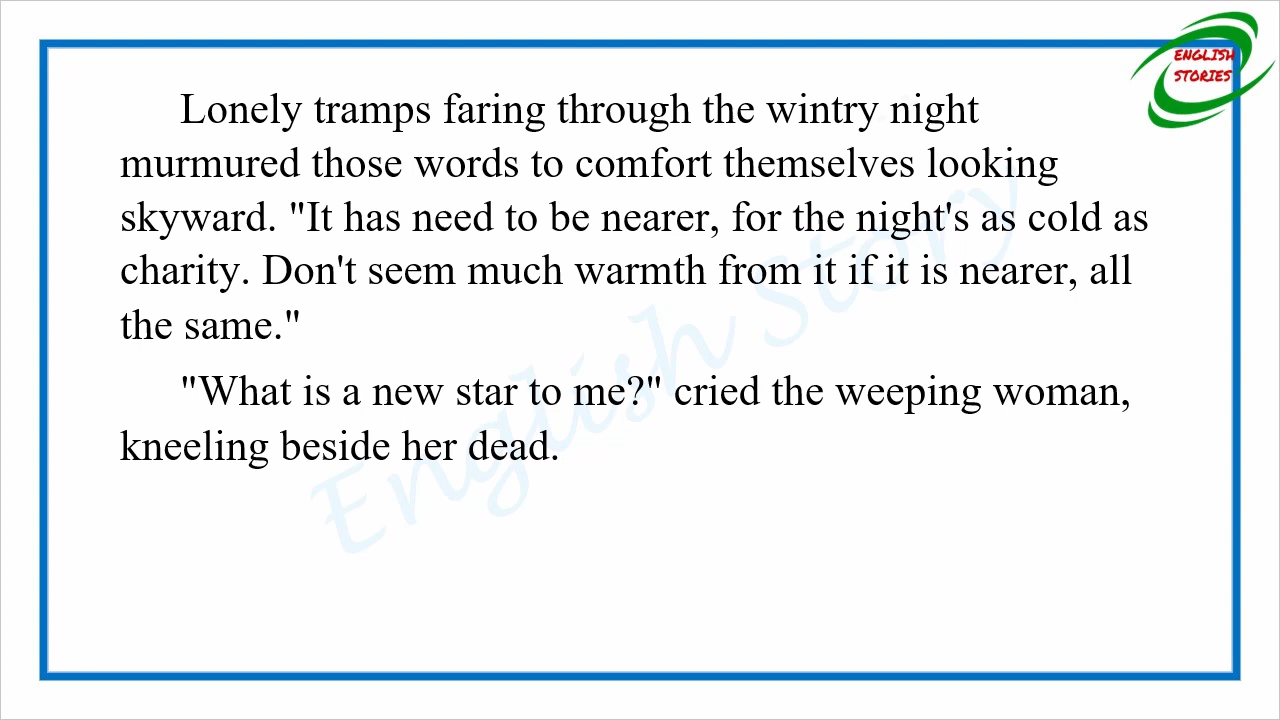 ENGLISH
STORIES
Lonely tramps faring through the wintry night
murmured those words to comfort themselves looking
skyward. "It has need to be nearer, for the night's as cold as
charity. Don't seem much warmth from it if it is nearer, all
the same."
"What is a new star to me?" cried the weeping woman,
kneeling beside her dead.
English Story